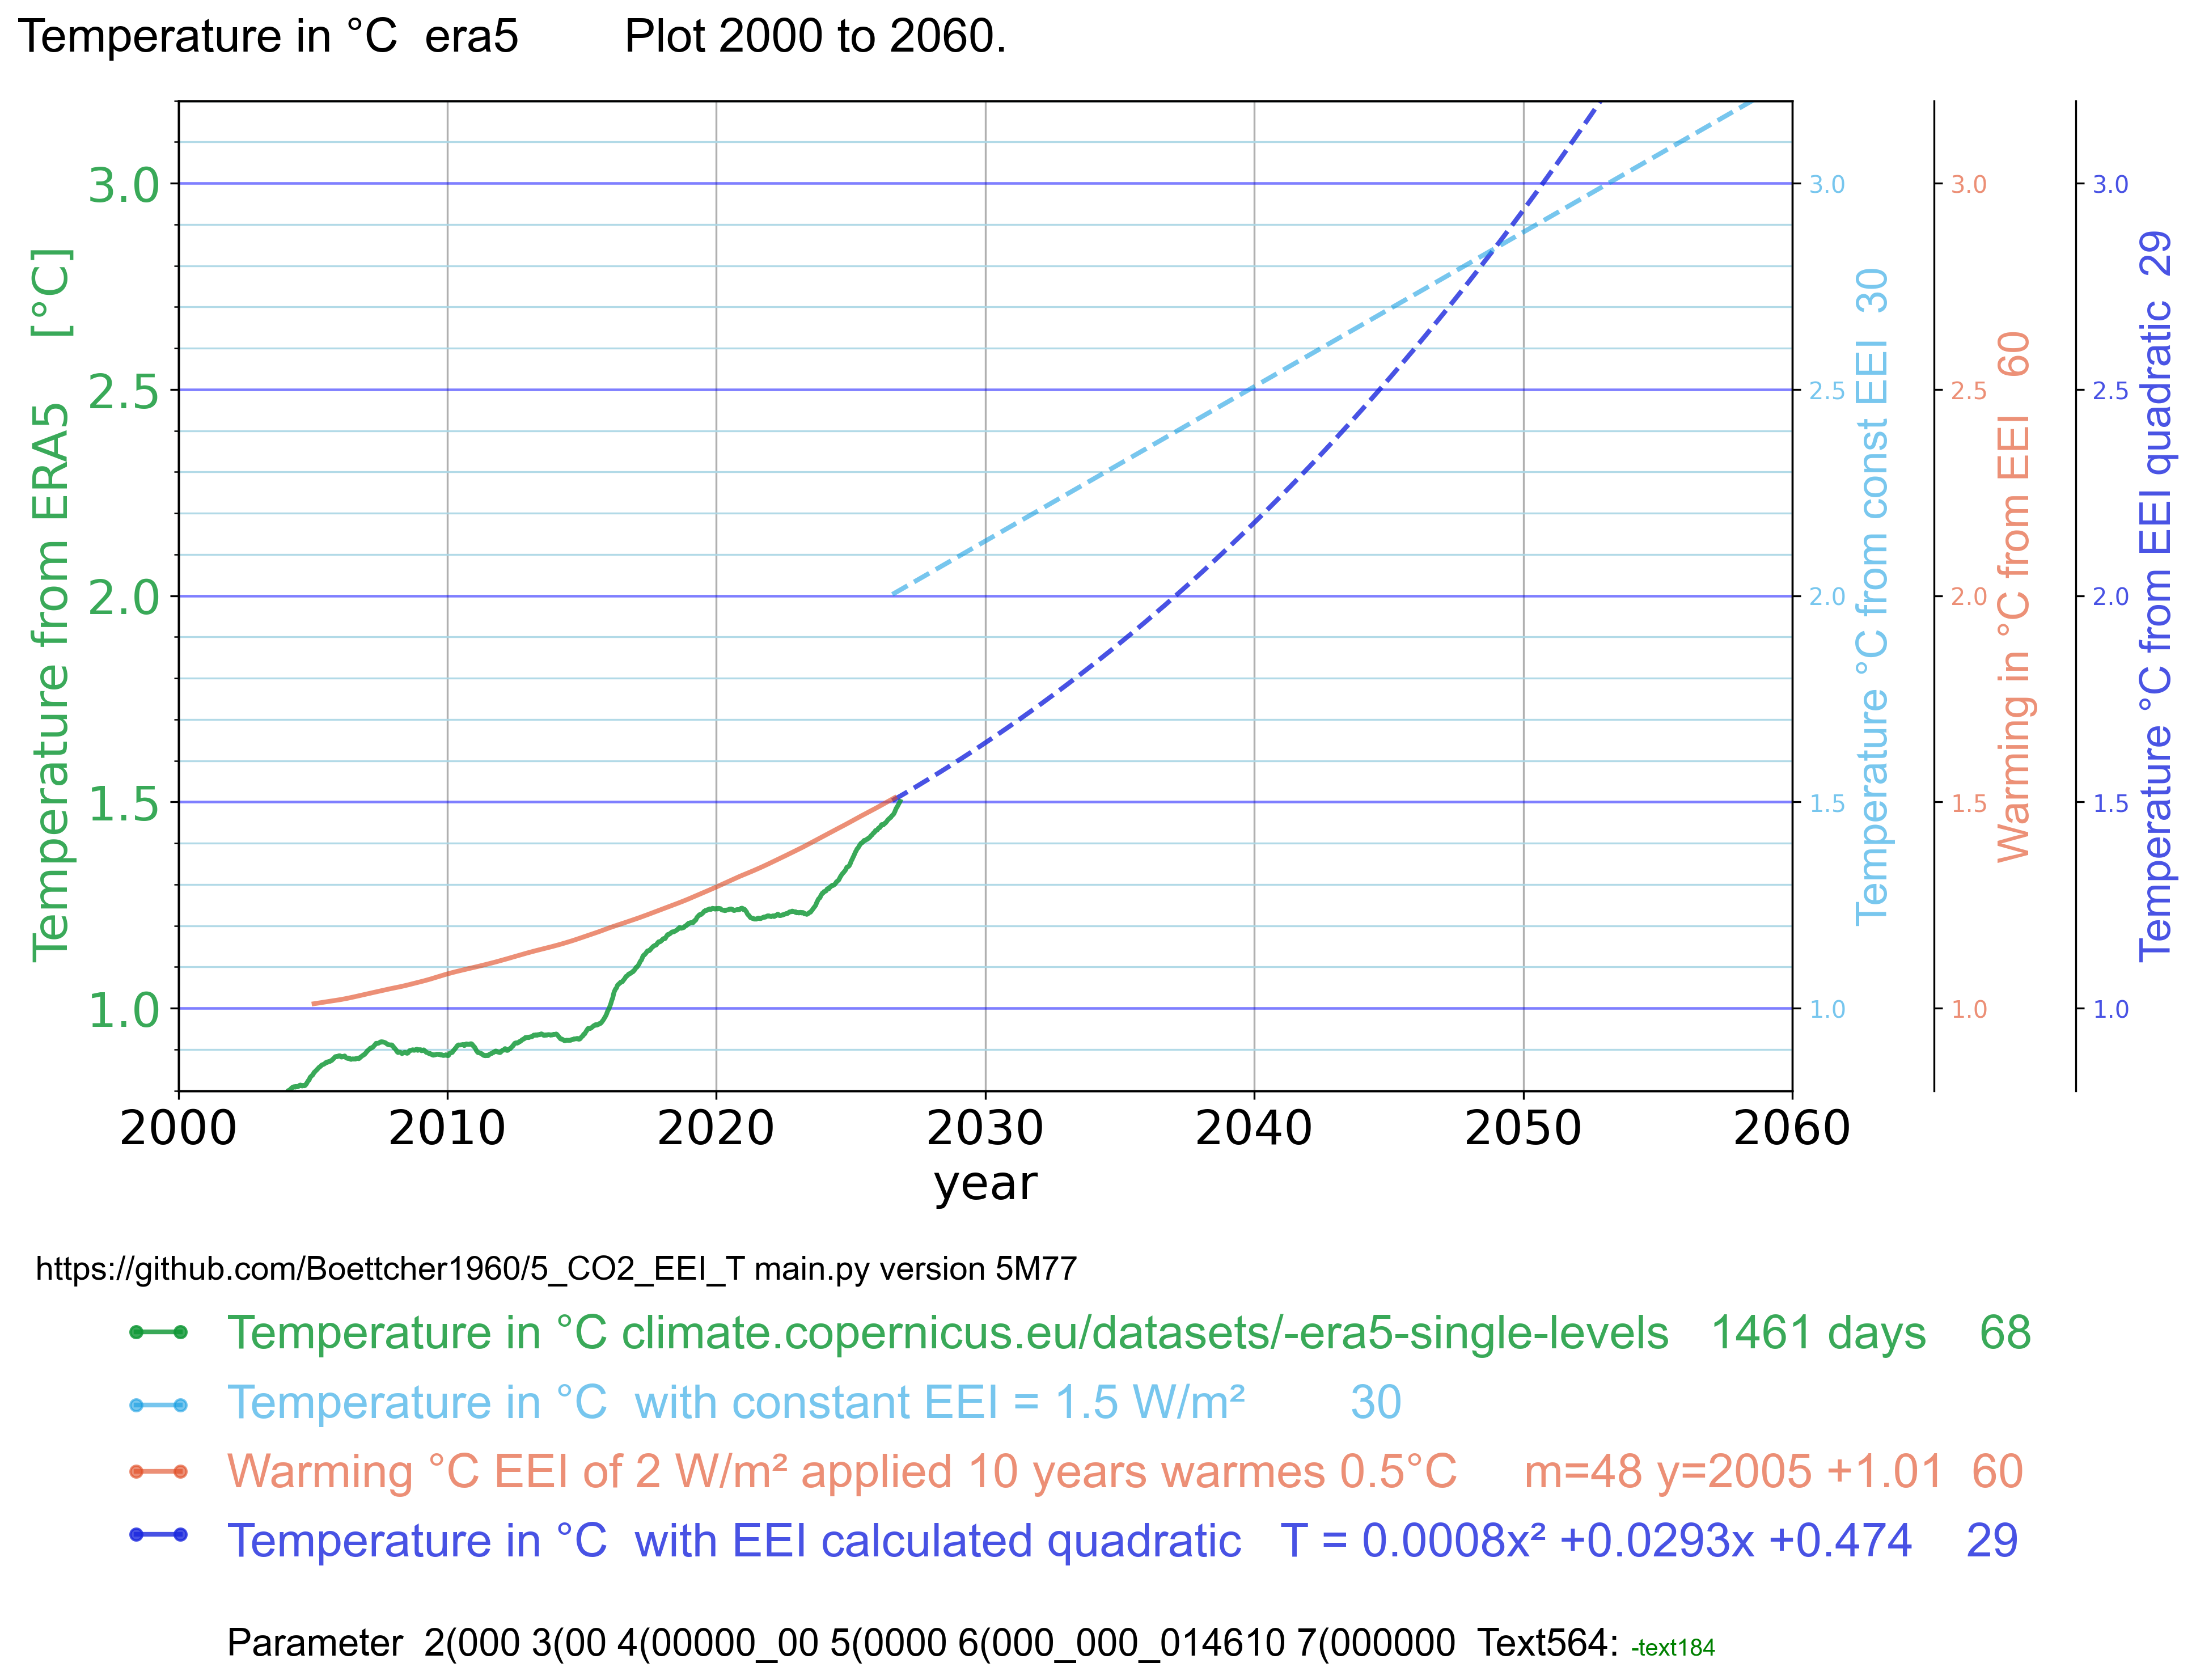 Temperature in °C  era5        Plot 2000 to 2060.
Temperature from ERA5   [°C]
3.0
2.5
2.0
1.5
1.0
2000 2010 2020 2030 2040 2050 2060
year
3.0
2.5
2.0
1.5
1.0
Temperature °C from const EEI  30
3.0
2.5
2.0
1.5
1.0
Warming in °C from EEI  60
3.0
2.5
2.0
1.5
1.0
Temperature °C from EEI quadratic  29
https://github.com/Boettcher1960/5_CO2_EEI_T main.py version 5M77
Temperature in °C climate.copernicus.eu/datasets/-era5-single-levels   1461 days    68
Temperature in °C  with constant EEI = 1.5 W/m²        30
Warming °C EEI of 2 W/m² applied 10 years warmes 0.5°C     m=48 y=2005 +1.01  60
Temperature in °C  with EEI calculated quadratic   T = 0.0008x² +0.0293x +0.474    29
Parameter  2(000 3(00 4(00000_00 5(0000 6(000_000_014610 7(000000  Text564: -text184